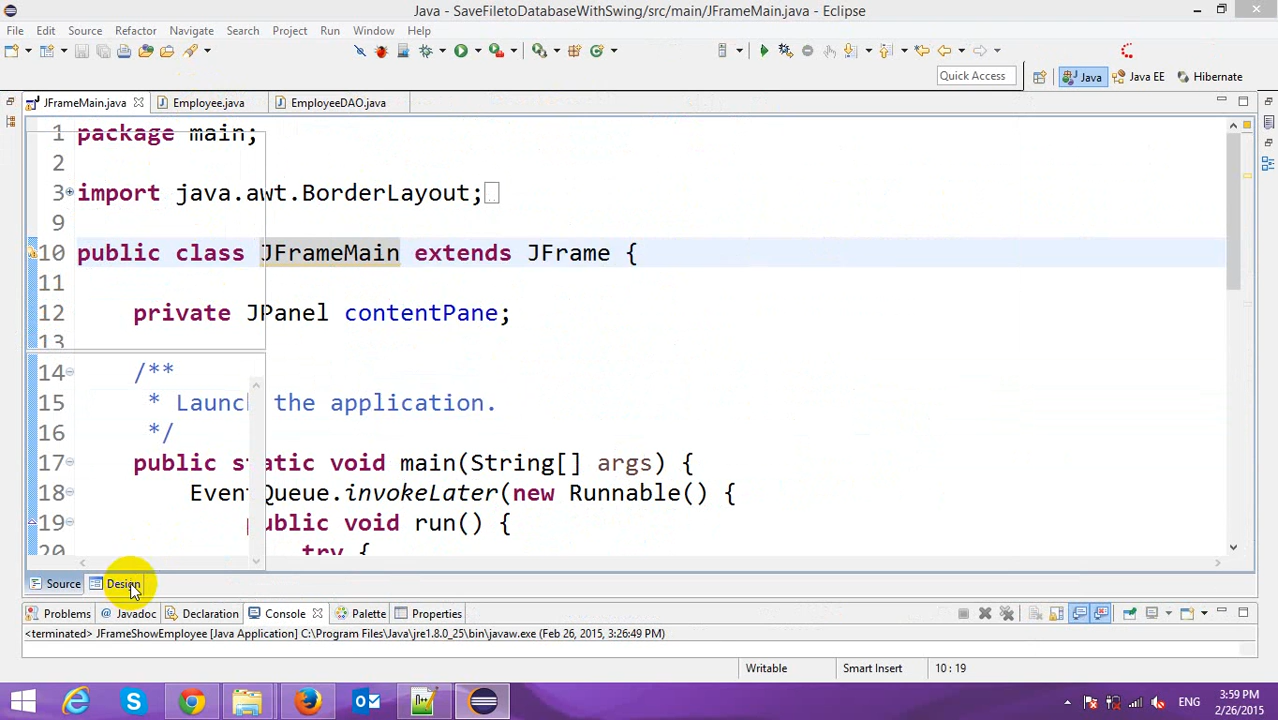 Java - SaveFiletoDatabaseWithSwing/src/main/JFrameMain.java - Eclipse
File Edit Source Refactor Navigate Search Project Run Window Help
Quick Access Java Java EE Hibernate
JFrameMain.java Employee.java EmployeeDAO.java
1 package main;
2
3 import java.awt.BorderLayout;
9
10 public class JFrameMain extends JFrame {
11
12 private JPanel contentPane;
13
14 /**
15 * Launch the application.
16 */
17 public static void main(String[] args) {
18 EventQueue.invokeLater(new Runnable() {
19 public void run() {
20 try {
Source Design
Problems @ Javadoc Declaration Console Palette Properties
<terminated> JFrameShowEmployee [Java Application] C:\Program Files\Java\jre1.8.0_25\bin\javaw.exe (Feb 26, 2015, 3:26:49 PM)
Writable Smart Insert 10 : 19
ENG 3:59 PM
2/26/2015